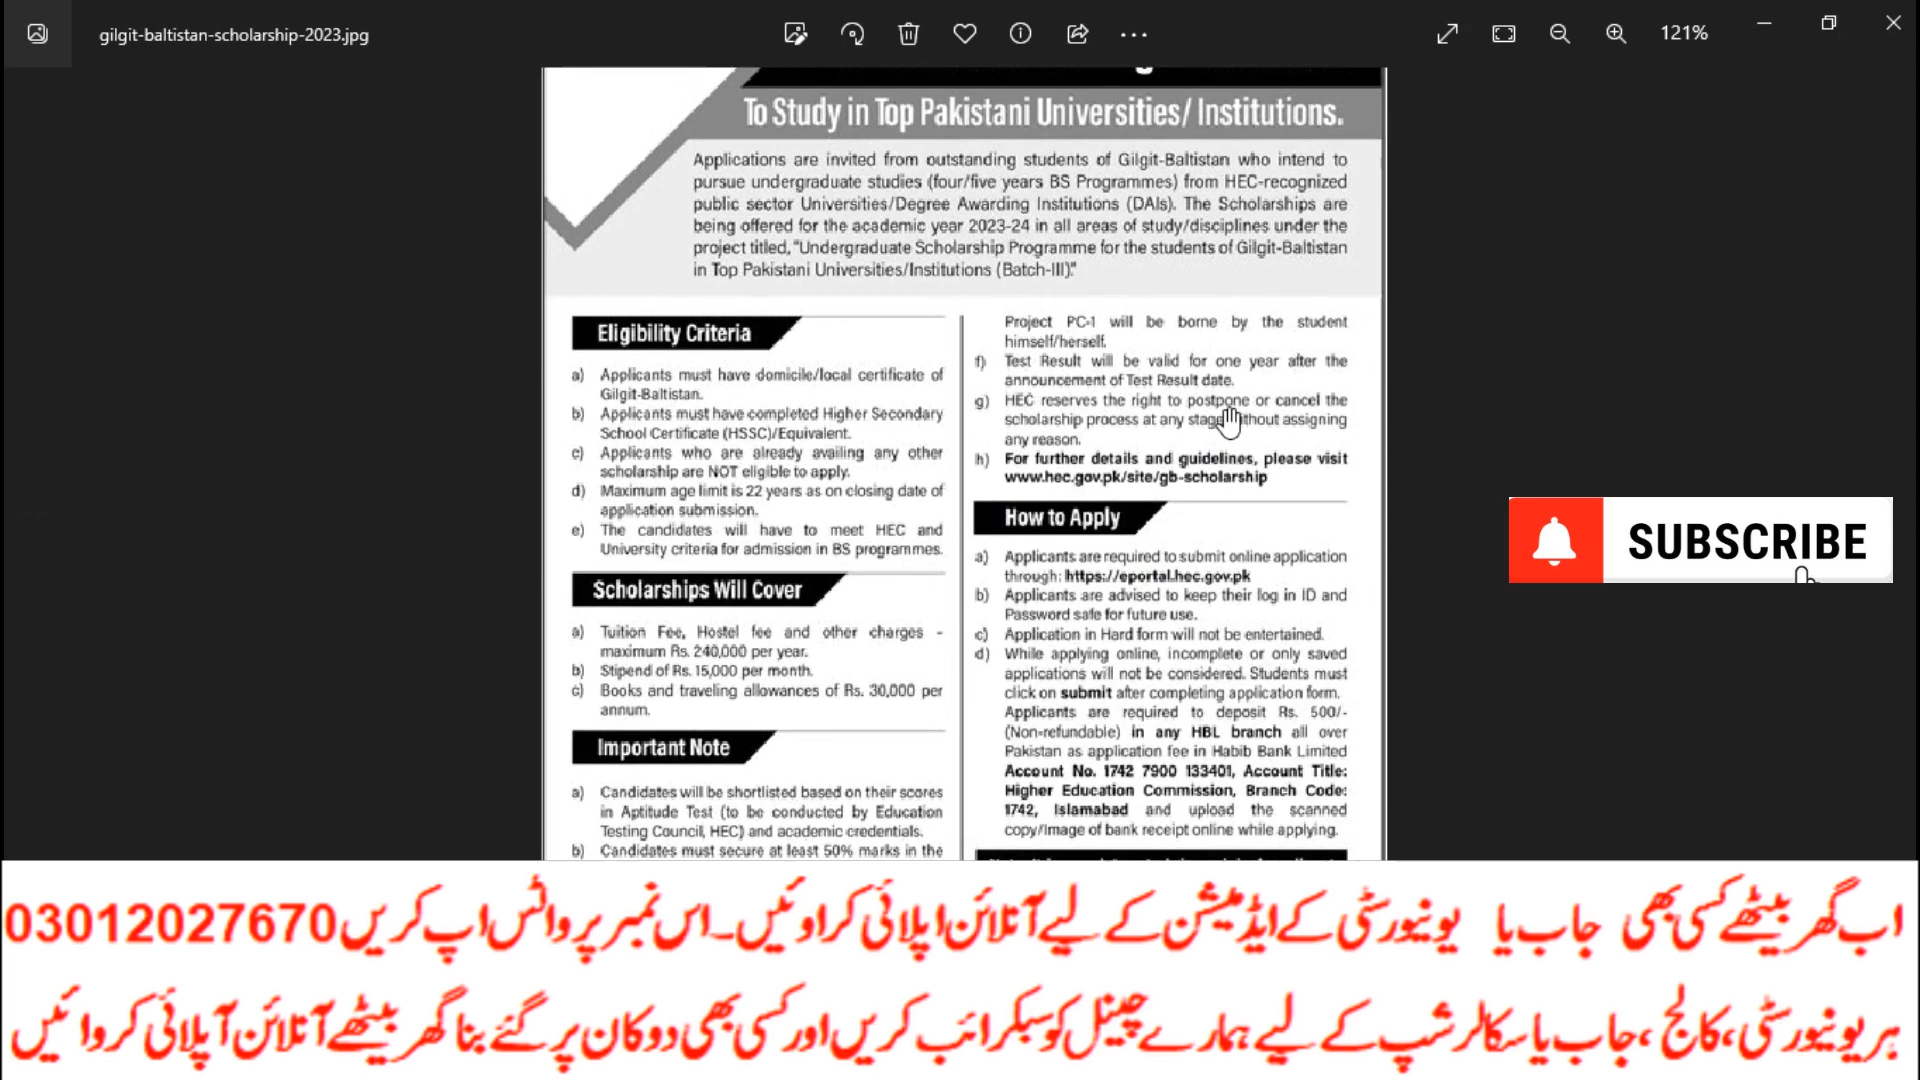 gilgit-baltistan-scholarship-2023.jpg
121%
To Study in Top Pakistani Universities/ Institutions.
Applications are invited from outstanding students of Gilgit-Baltistan who intend to
pursue undergraduate studies (four/five years BS Programmes) from HEC-recognized
public sector Universities/Degree Awarding Institutions (DAIs). The Scholarships are
being offered for the academic year 2023-24 in all areas of study/disciplines under the
project titled, "Undergraduate Scholarship Programme for the students of Gilgit-Baltistan
in Top Pakistani Universities/Institutions (Batch-III)."
Eligibility Criteria
a) Applicants must have domicile/local certificate of
Gilgit-Baltistan.
b) Applicants must have completed Higher Secondary
School Certificate (HSSC)/Equivalent.
c) Applicants who are already availing any other
scholarship are NOT eligible to apply.
d) Maximum age limit is 22 years as on closing date of
application submission.
e) The candidates will have to meet HEC and
University criteria for admission in BS programmes.
Scholarships Will Cover
a) Tuition Fee, Hostel fee and other charges -
maximum Rs. 240,000 per year.
b) Stipend of Rs. 15,000 per month.
c) Books and traveling allowances of Rs. 30,000 per
annum.
Important Note
a) Candidates will be shortlisted based on their scores
in Aptitude Test (to be conducted by Education
Testing Council, HEC) and academic credentials.
b) Candidates must secure at least 50% marks in the
Project PC-1 will be borne by the student
himself/herself.
f) Test Result will be valid for one year after the
announcement of Test Result date.
g) HEC reserves the right to postpone or cancel the
scholarship process at any stage without assigning
any reason.
h) For further details and guidelines, please visit
www.hec.gov.pk/site/gb-scholarship
How to Apply
a) Applicants are required to submit online application
through: https://eportal.hec.gov.pk
b) Applicants are advised to keep their log in ID and
Password safe for future use.
c) Application in Hard form will not be entertained.
d) While applying online, incomplete or only saved
applications will not be considered. Students must
click on submit after completing application form.
Applicants are required to deposit Rs. 500/-
(Non-refundable) in any HBL branch all over
Pakistan as application fee in Habib Bank Limited
Account No. 1742 7900 133401, Account Title:
Higher Education Commission, Branch Code:
1742, Islamabad and upload the scanned
copy/image of bank receipt online while applying.
SUBSCRIBE
اب گھر بیٹھے کسی بھی جاب یا یونیورسٹی کے ایڈمیشن کے لیے آنلائن اپلائی کراوئیں۔اس نمبر پر واٹس اپ کریں 03012027670
ہر یونیورسٹی، کالج ،جاب یا سکالرشپ کے لیے ہمارے چینل کو سبکرائب کریں اور کسی بھی دوکان پر گئے بنا گھر بیٹھے آنلائن آپلائی کروائیں